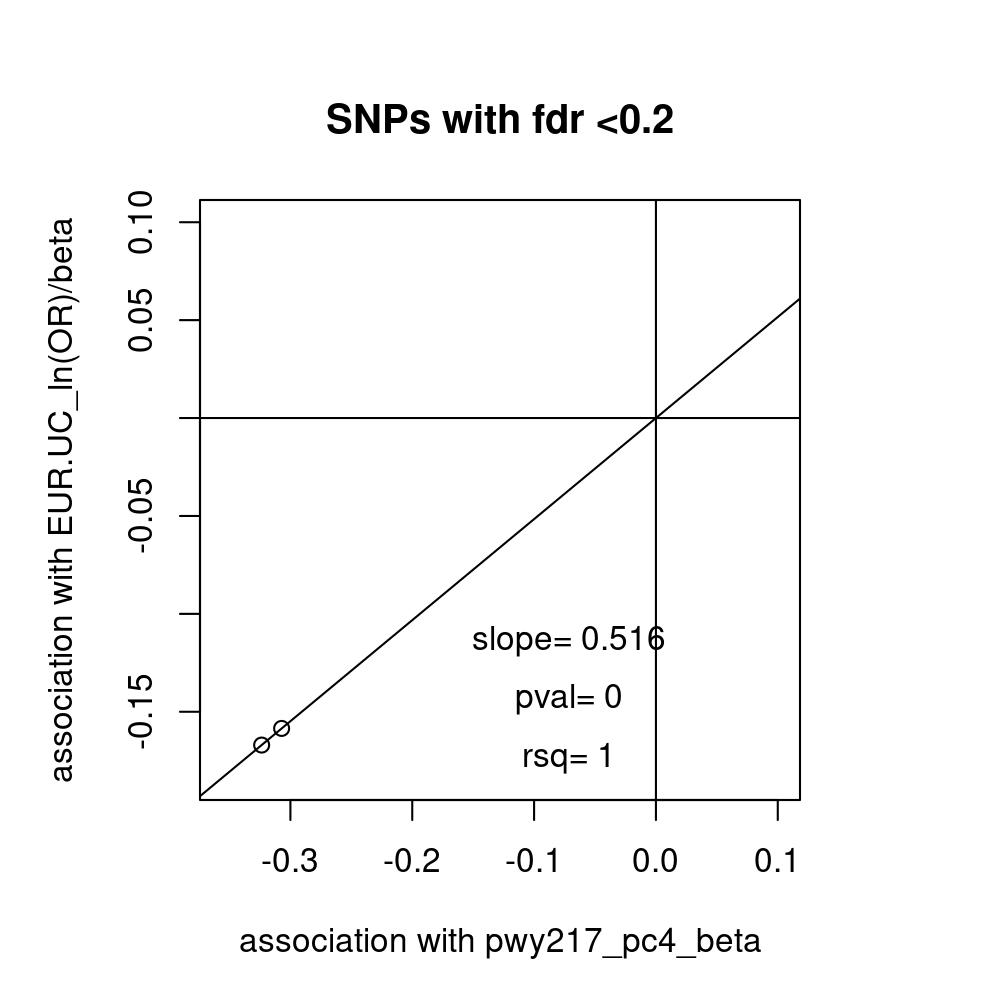 SNPs with fdr <0.2
association with EUR.UC_ln(OR)/beta
0.10
0.05
-0.05
-0.15
slope= 0.516
pval= 0
rsq= 1
-0.3 -0.2 -0.1 0.0 0.1
association with pwy217_pc4_beta